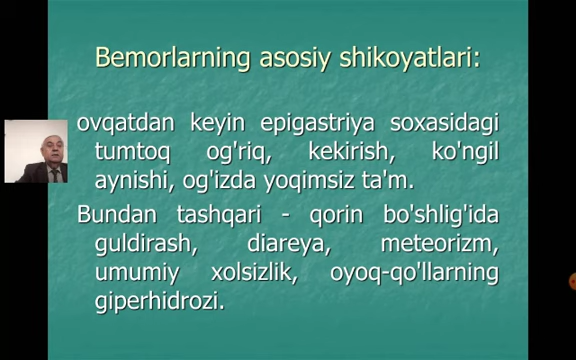 Bemorlarning asosiy shikoyatlari:
ovqatdan keyin epigastriya soxasidagi
tumtoq og'riq, kekirish, ko'ngil
aynishi, og'izda yoqimsiz ta'm.
Bundan tashqari - qorin bo'shlig'ida
guldirash, diareya, meteorizm,
umumiy xolsizlik, oyoq-qo'llarning
giperhidrozi.